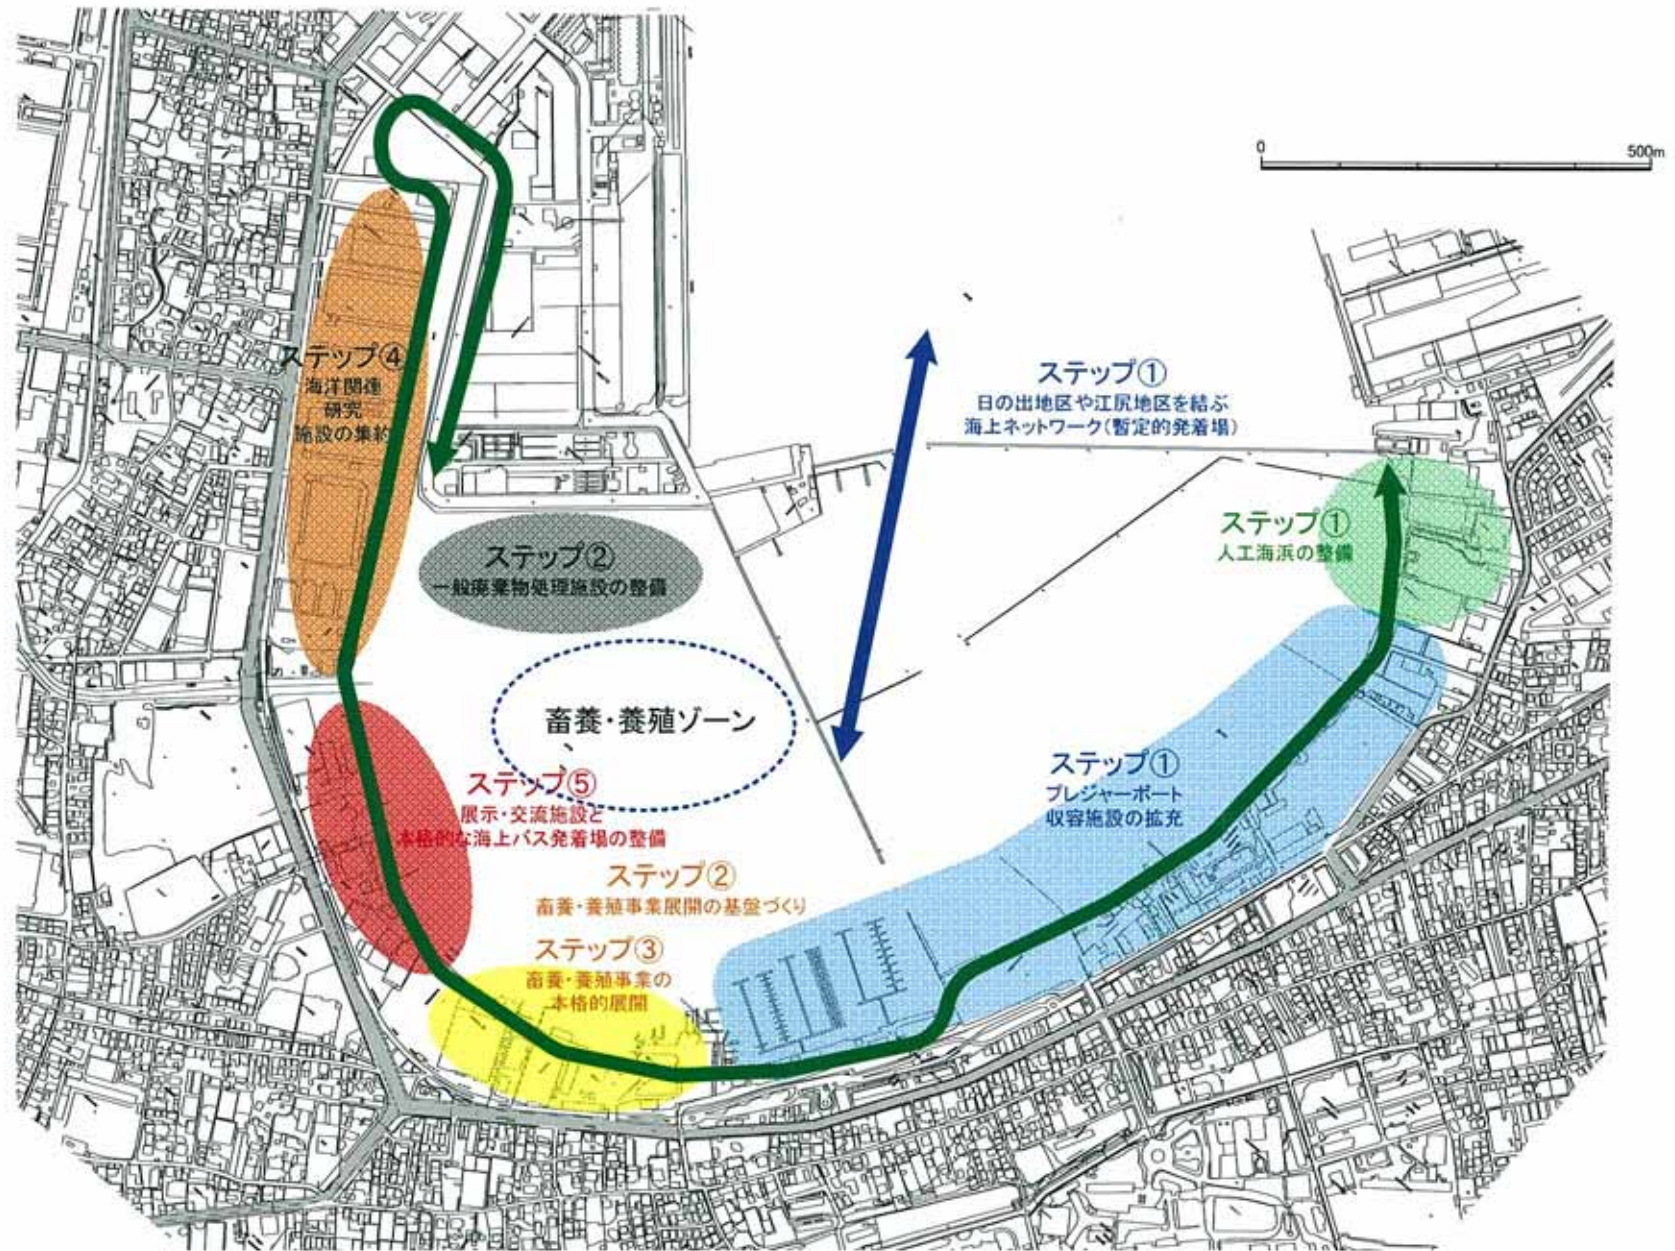 0 500m
ステップ④
海洋関連
研究
施設の集約
ステップ①
日の出地区や江尻地区を結ぶ
海上ネットワーク(暫定的発着場)
ステップ①
人工海浜の整備
ステップ②
一般廃棄物処理施設の整備
畜養・養殖ゾーン
ステップ⑤
展示・交流施設と
本格的な海上バス発着場の整備
ステップ①
プレジャーボート
収容施設の拡充
ステップ②
畜養・養殖事業展開の基盤づくり
ステップ③
畜養・養殖事業の
本格的展開